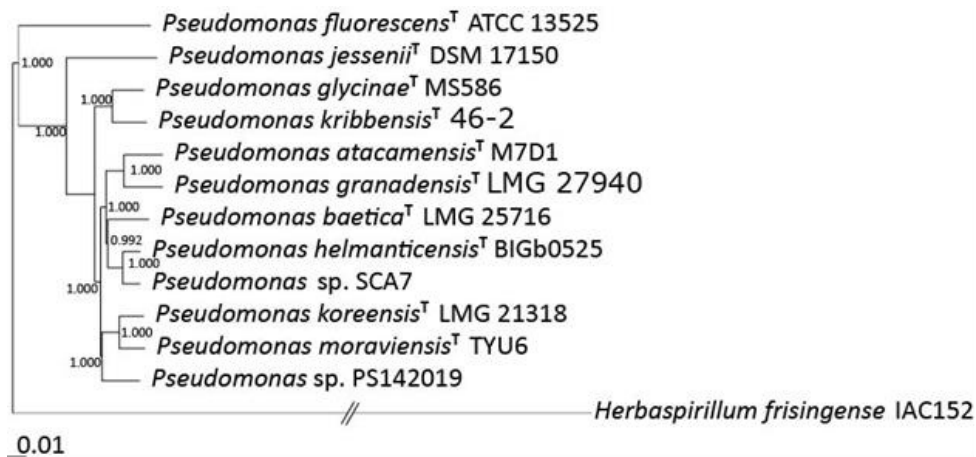 Pseudomonas fluorescensᵀ ATCC 13525
1.000
Pseudomonas jesseniiᵀ DSM 17150
1.000
Pseudomonas glycinaeᵀ MS586
1.000
Pseudomonas kribbensisᵀ 46-2
Pseudomonas atacamensisᵀ M7D1
1.000
Pseudomonas granadensisᵀ LMG 27940
1.000
Pseudomonas baeticaᵀ LMG 25716
0.992
Pseudomonas helmanticensisᵀ BIGb0525
1.000
Pseudomonas sp. SCA7
1.000
Pseudomonas koreensisᵀ LMG 21318
1.000
Pseudomonas moraviensisᵀ TYU6
1.000
Pseudomonas sp. PS142019
Herbaspirillum frisingense IAC152
0.01